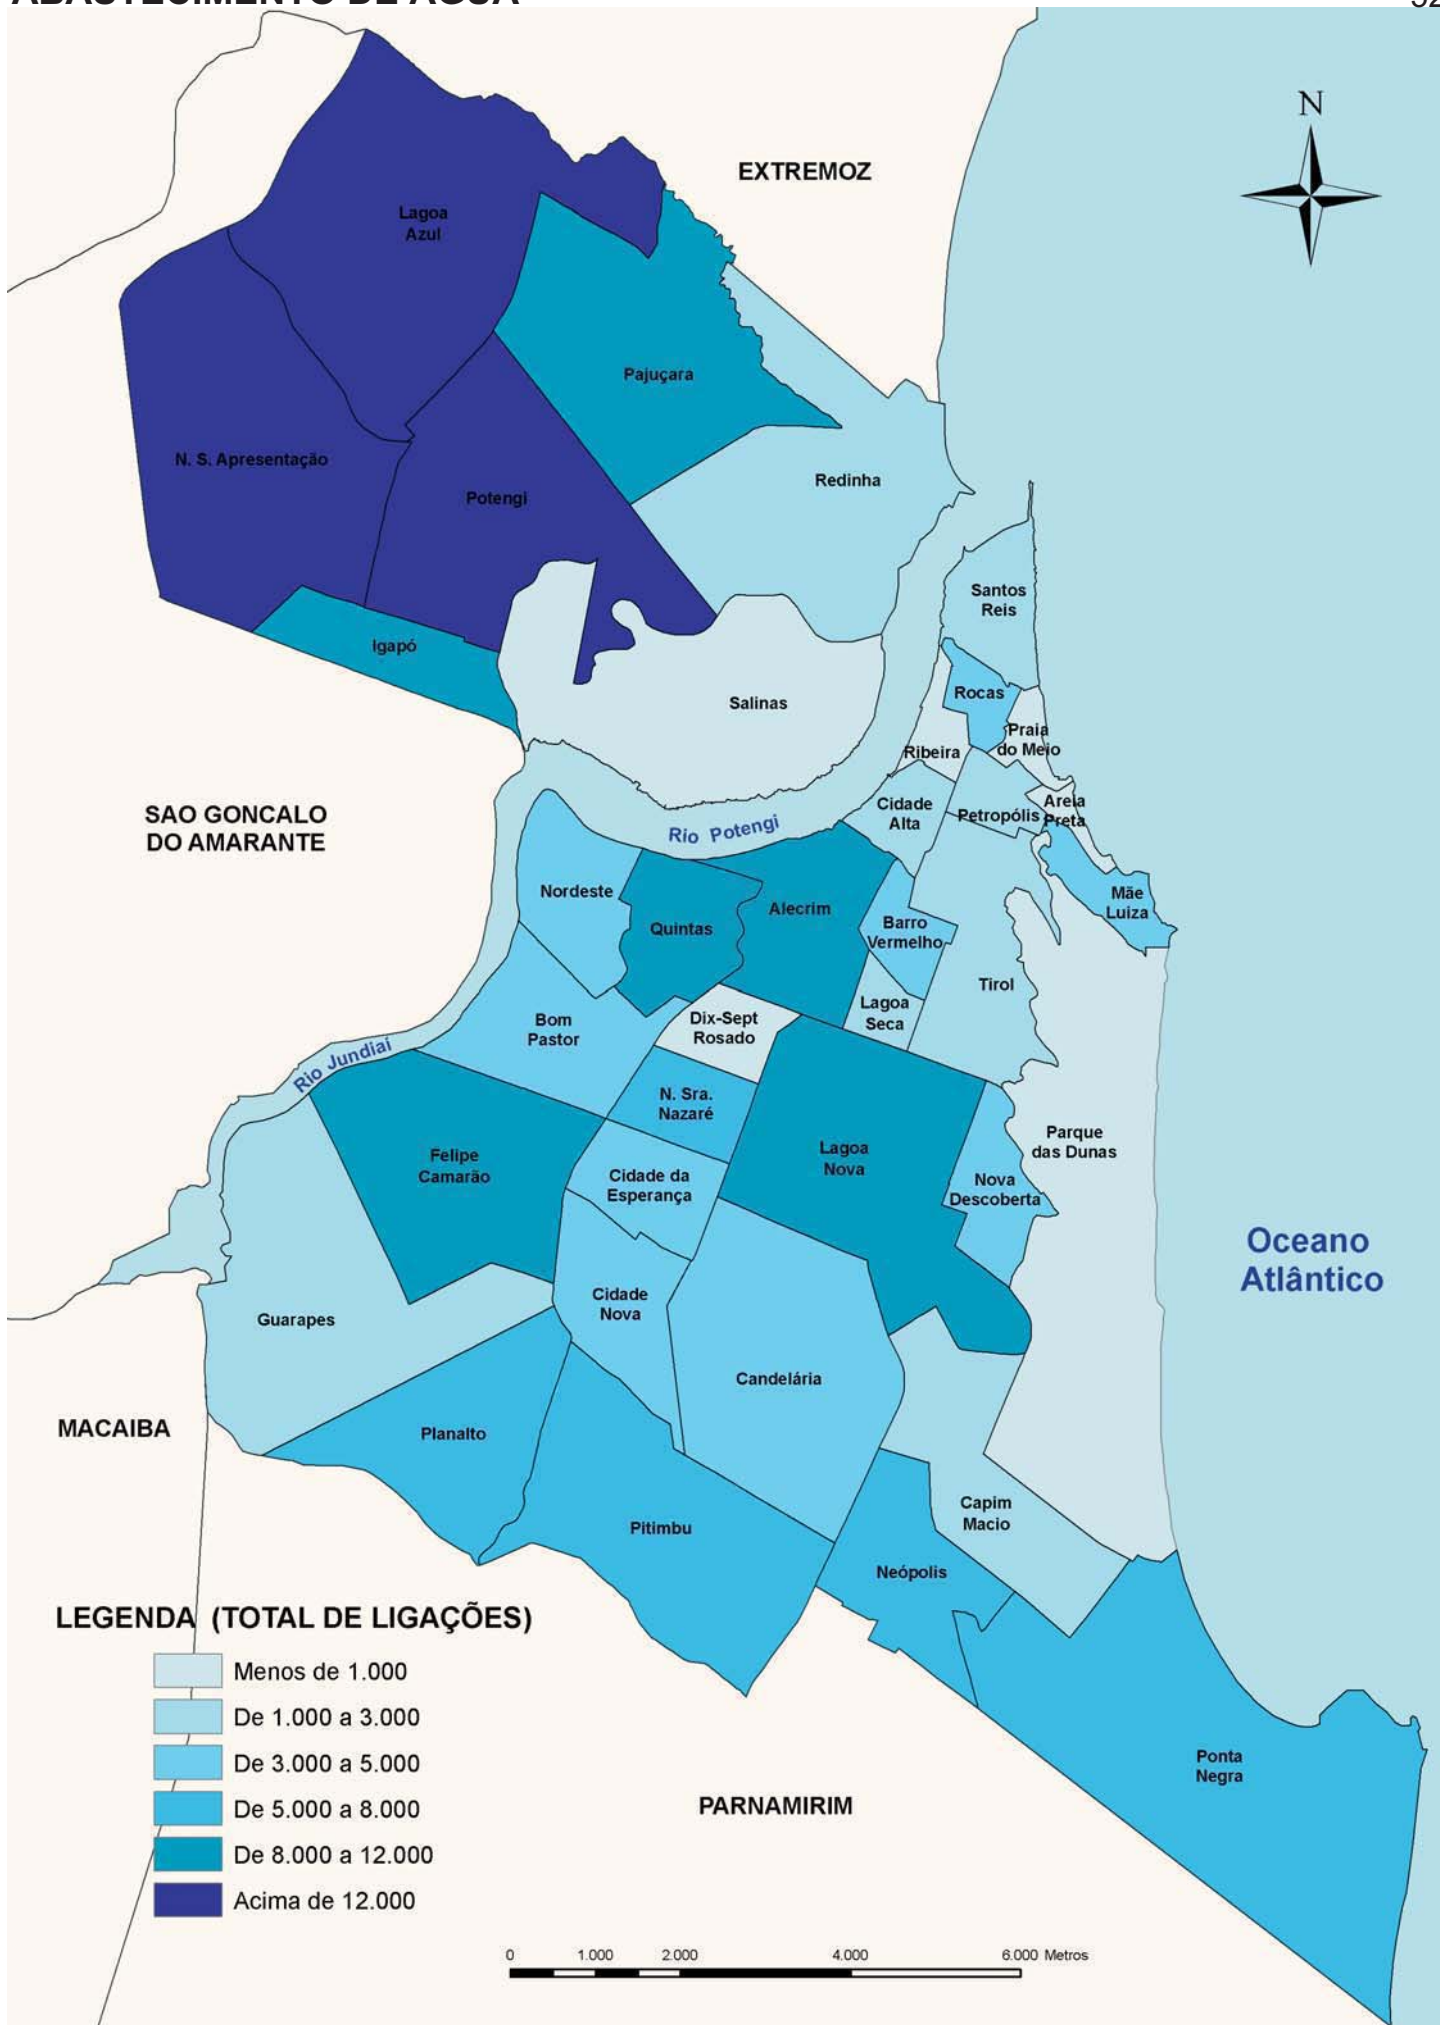 ABASTECIMENTO DE ÁGUA
N
EXTREMOZ
Lagoa
Azul
Pajuçara
N. S. Apresentação
Potengi
Redinha
Santos
Reis
Igapó
Rocas
Salinas
Praia
do Meio
Ribeira
SAO GONCALO
DO AMARANTE
Cidade
Alta
Petropólis
Areia
Preta
Rio Potengi
Nordeste
Quintas
Alecrim
Barro
Vermelho
Mãe
Luiza
Tirol
Lagoa
Seca
Bom
Pastor
Dix-Sept
Rosado
Rio Jundiaí
N. Sra.
Nazaré
Felipe
Camarão
Lagoa
Nova
Parque
das Dunas
Cidade da
Esperança
Nova
Descoberta
Oceano
Atlântico
Cidade
Nova
Guarapes
Candelária
MACAIBA
Planalto
Pitimbu
Capim
Macio
Neópolis
Ponta
Negra
PARNAMIRIM
LEGENDA (TOTAL DE LIGAÇÕES)
Menos de 1.000
De 1.000 a 3.000
De 3.000 a 5.000
De 5.000 a 8.000
De 8.000 a 12.000
Acima de 12.000
0 1.000 2.000 4.000 6.000 Metros